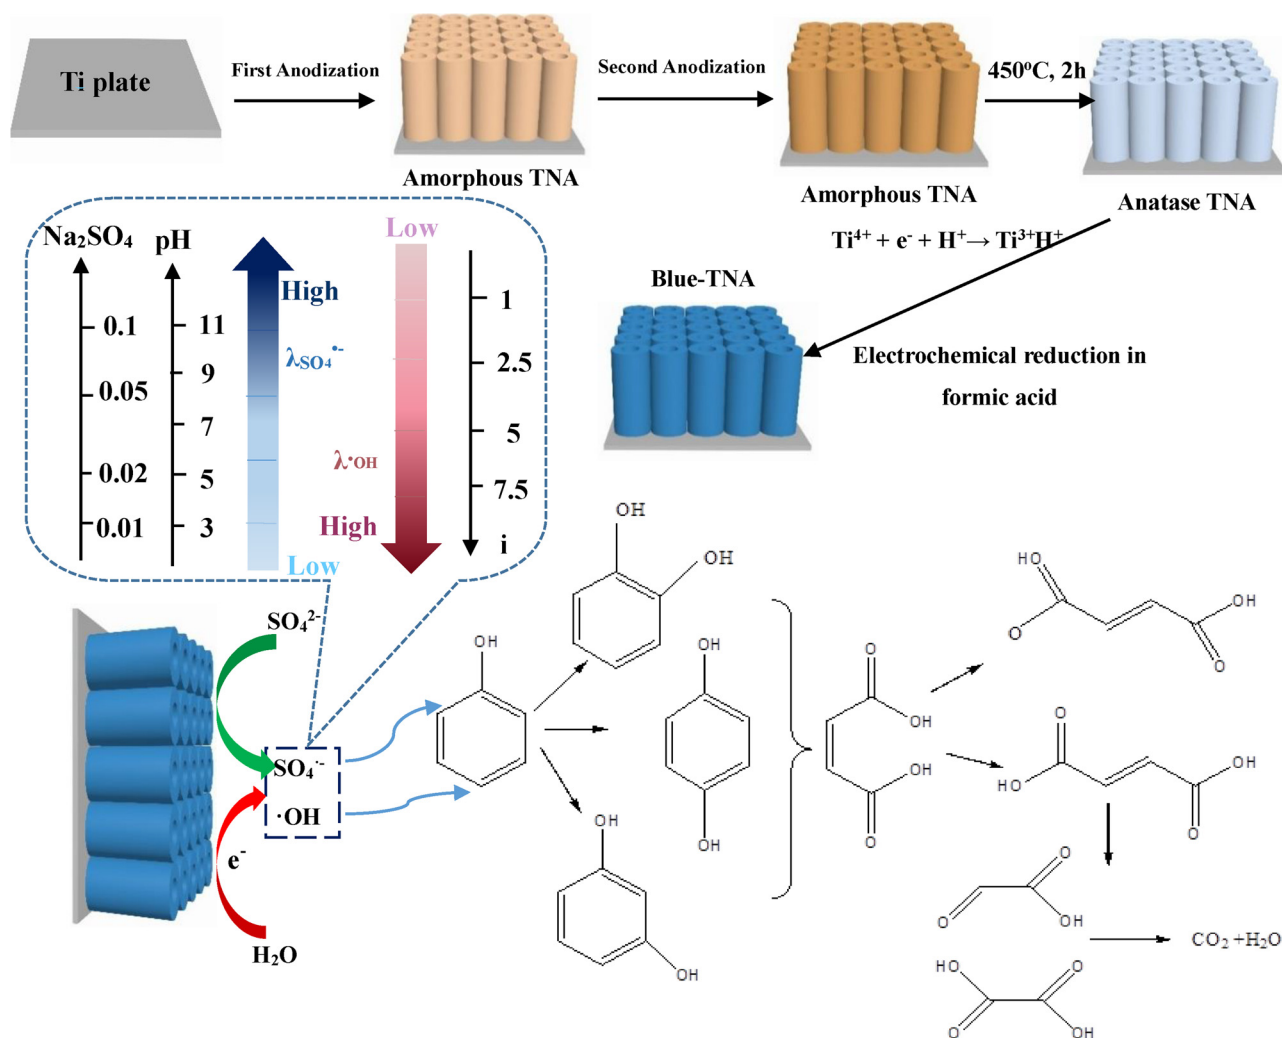 Ti plate
First Anodization
Amorphous TNA
Second Anodization
Amorphous TNA
450⁰C, 2h
Anatase TNA
Ti⁴⁺ + e⁻ + H⁺→ Ti³⁺H⁺
Electrochemical reduction in
formic acid
Blue-TNA
Na₂SO₄
0.1
0.05
0.02
0.01
pH
11
9
7
5
3
High
λSO₄•⁻
Low
Low
λ•OH
High
1
2.5
5
7.5
i
SO₄²⁻
SO₄·⁻
·OH
e⁻
H₂O
OH
OH
OH
OH
OH
OH
OH
O
OH
OH
O
HO
O
OH
O
O
HO
OH
O
O
O
OH
HO
O
O
OH
CO₂+H₂O